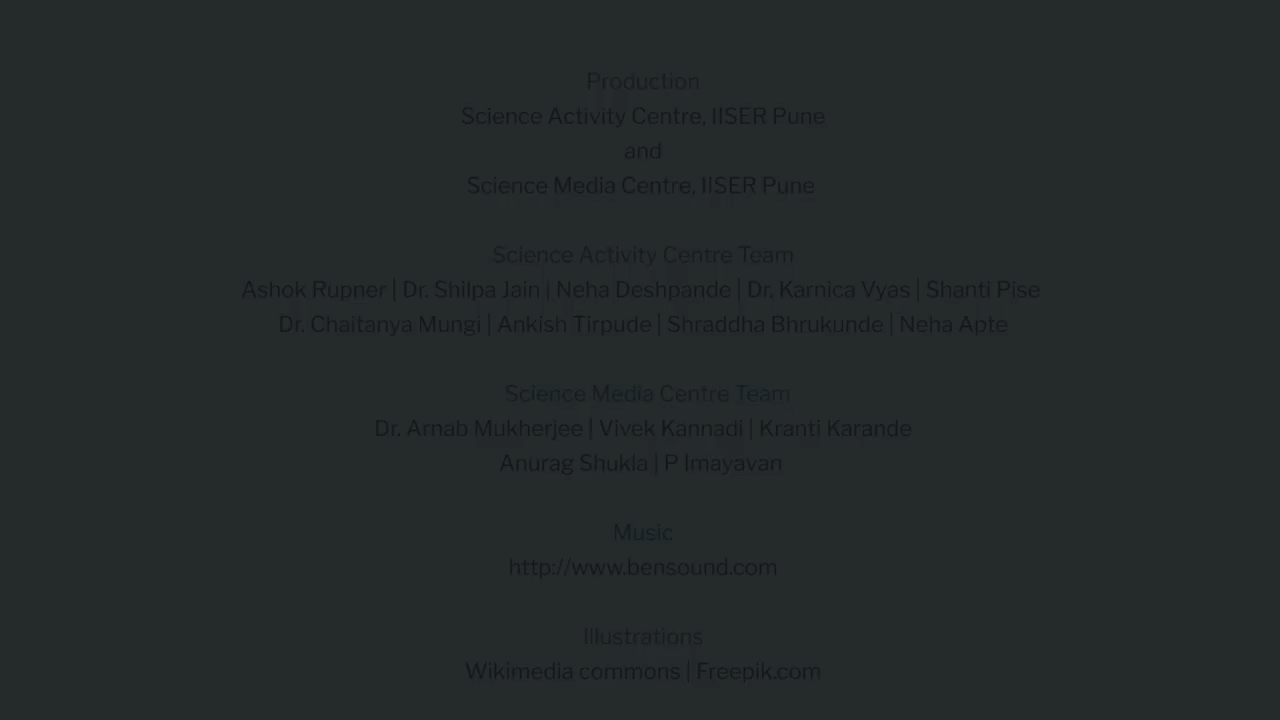 Production
Science Activity Centre, IISER Pune
and
Science Media Centre, IISER Pune
Science Activity Centre Team
Ashok Rupner | Dr. Shilpa Jain | Neha Deshpande | Dr. Karnica Vyas | Shanti Pise
Dr. Chaitanya Mungi | Ankish Tirpude | Shraddha Bhrukunde | Neha Apte
Science Media Centre Team
Dr. Arnab Mukherjee | Vivek Kannadi | Kranti Karande
Anurag Shukla | P Imayavan
Music
http://www.bensound.com
Illustrations
Wikimedia commons | Freepik.com